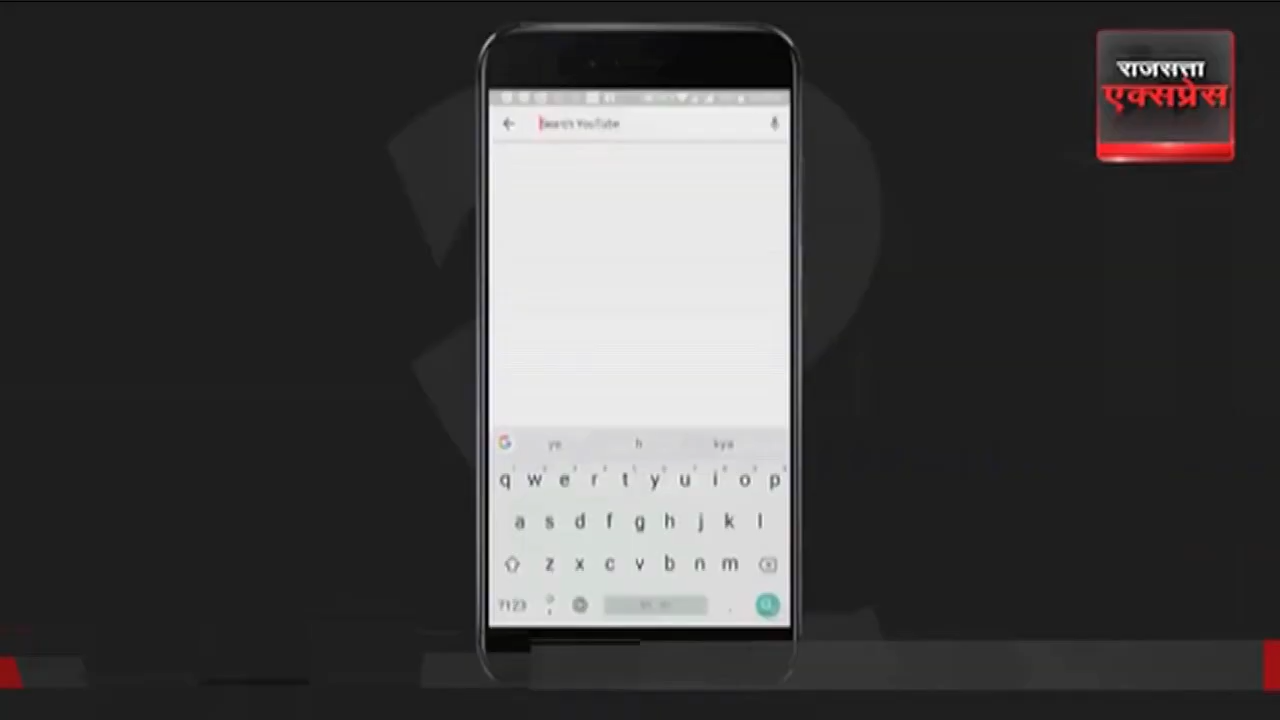 राजसत्ता
एक्सप्रेस
Search YouTube
ya h kya
q w e r t y u i o p
a s d f g h j k l
z x c v b n m
?123 , .